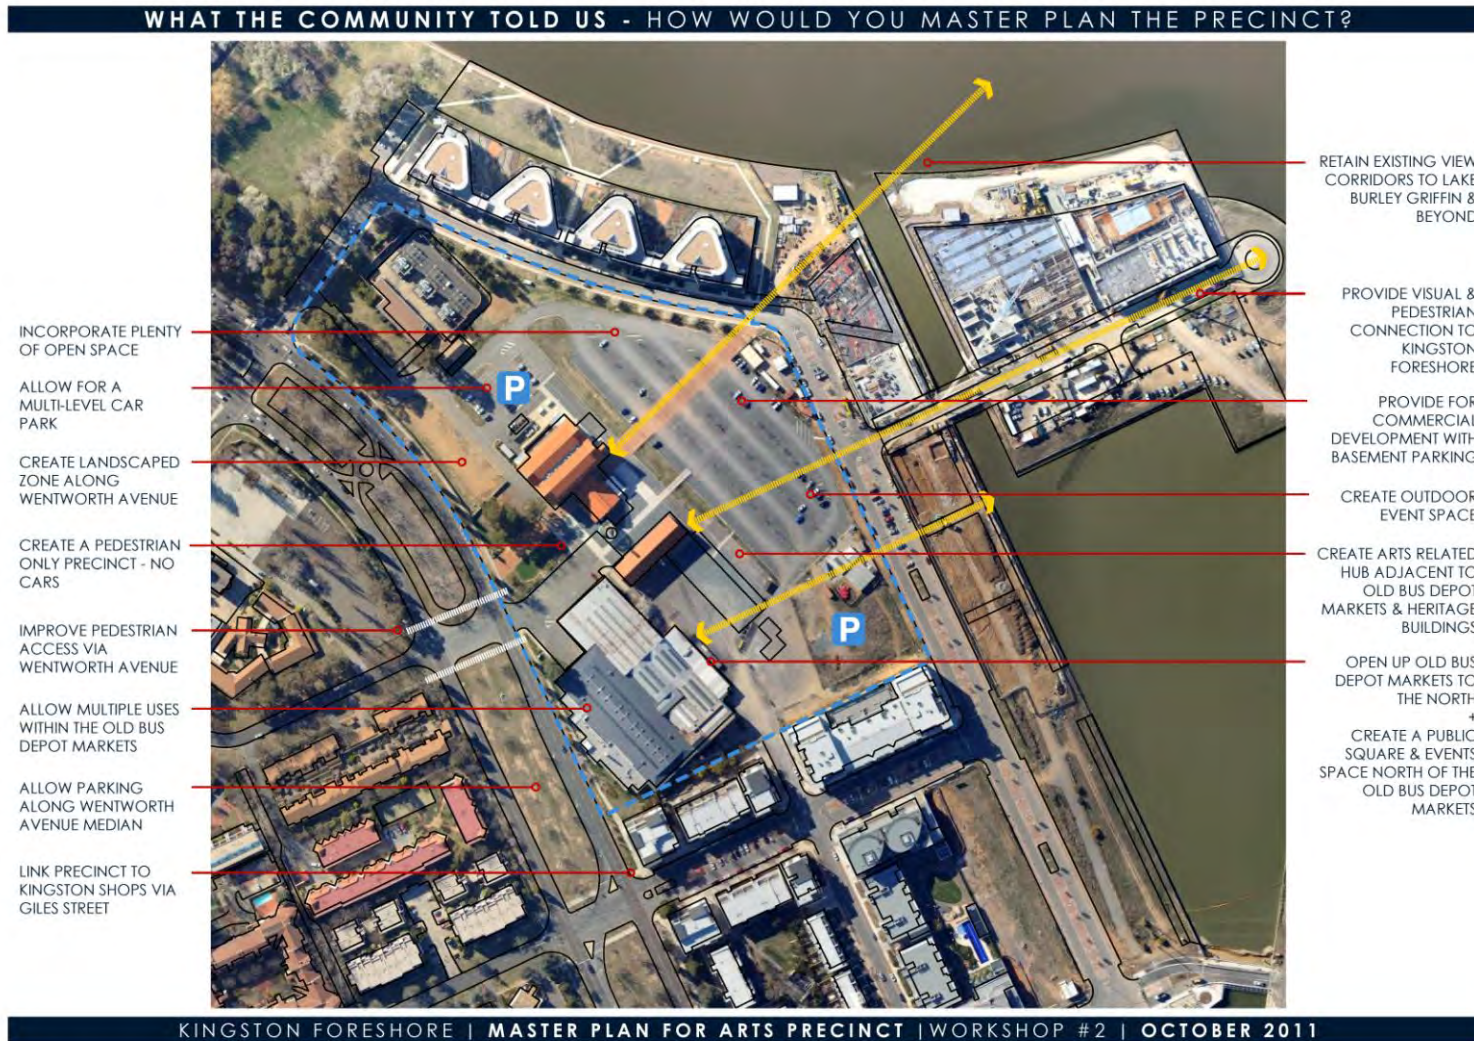 WHAT THE COMMUNITY TOLD US - HOW WOULD YOU MASTER PLAN THE PRECINCT?
INCORPORATE PLENTY
OF OPEN SPACE
ALLOW FOR A
MULTI-LEVEL CAR
PARK
CREATE LANDSCAPED
ZONE ALONG
WENTWORTH AVENUE
CREATE A PEDESTRIAN
ONLY PRECINCT - NO
CARS
IMPROVE PEDESTRIAN
ACCESS VIA
WENTWORTH AVENUE
ALLOW MULTIPLE USES
WITHIN THE OLD BUS
DEPOT MARKETS
ALLOW PARKING
ALONG WENTWORTH
AVENUE MEDIAN
LINK PRECINCT TO
KINGSTON SHOPS VIA
GILES STREET
P
P
RETAIN EXISTING VIEW
CORRIDORS TO LAKE
BURLEY GRIFFIN &
BEYOND
PROVIDE VISUAL &
PEDESTRIAN
CONNECTION TO
KINGSTON
FORESHORE
PROVIDE FOR
COMMERCIAL
DEVELOPMENT WITH
BASEMENT PARKING
CREATE OUTDOOR
EVENT SPACE
CREATE ARTS RELATED
HUB ADJACENT TO
OLD BUS DEPOT
MARKETS & HERITAGE
BUILDINGS
OPEN UP OLD BUS
DEPOT MARKETS TO
THE NORTH
+
CREATE A PUBLIC
SQUARE & EVENTS
SPACE NORTH OF THE
OLD BUS DEPOT
MARKETS
KINGSTON FORESHORE | MASTER PLAN FOR ARTS PRECINCT | WORKSHOP #2 | OCTOBER 2011